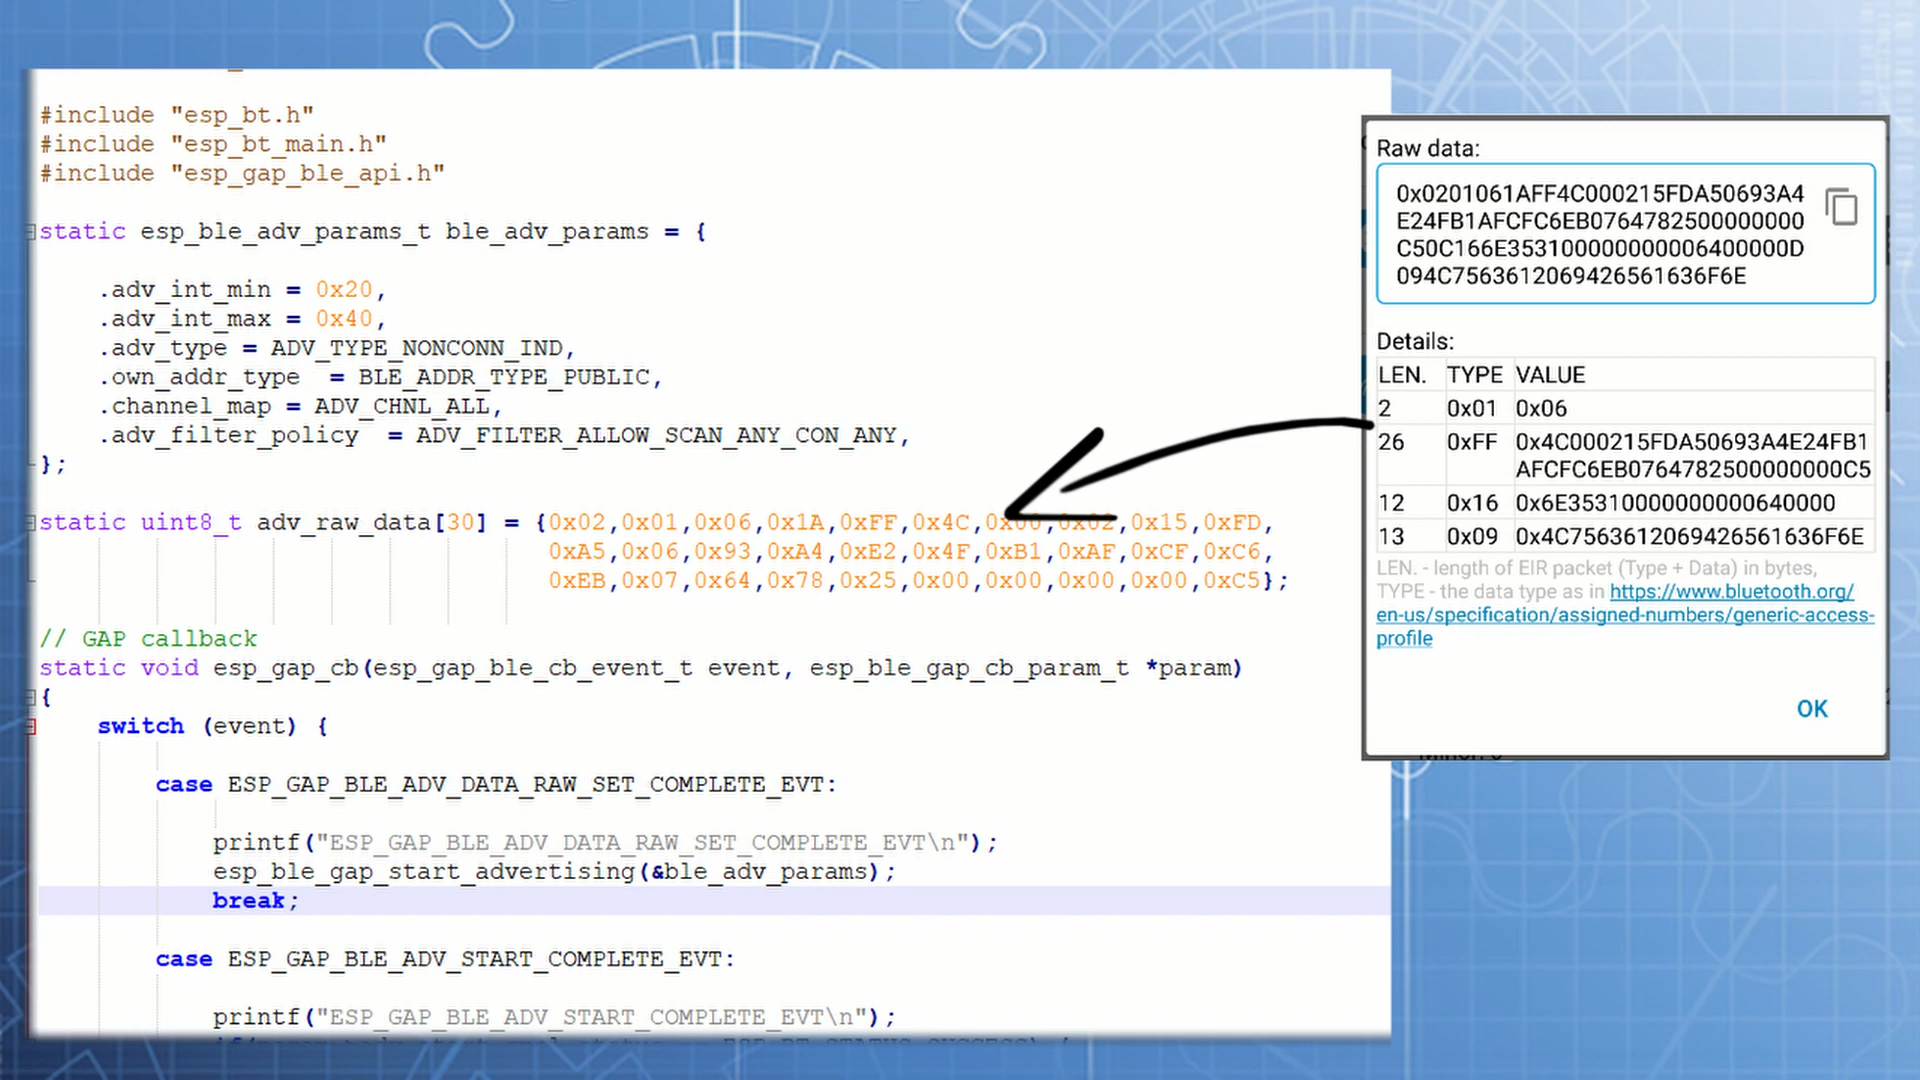 #include "esp_bt.h"
#include "esp_bt_main.h"
#include "esp_gap_ble_api.h"
static esp_ble_adv_params_t ble_adv_params = {
.adv_int_min = 0x20,
.adv_int_max = 0x40,
.adv_type = ADV_TYPE_NONCONN_IND,
.own_addr_type  = BLE_ADDR_TYPE_PUBLIC,
.channel_map = ADV_CHNL_ALL,
.adv_filter_policy  = ADV_FILTER_ALLOW_SCAN_ANY_CON_ANY,
};
static uint8_t adv_raw_data[30] = {0x02,0x01,0x06,0x1A,0xFF,0x4C,0x00,0x02,0x15,0xFD,
0xA5,0x06,0x93,0xA4,0xE2,0x4F,0xB1,0xAF,0xCF,0xC6,
0xEB,0x07,0x64,0x78,0x25,0x00,0x00,0x00,0x00,0xC5};
// GAP callback
static void esp_gap_cb(esp_gap_ble_cb_event_t event, esp_ble_gap_cb_param_t *param)
{
switch (event) {
case ESP_GAP_BLE_ADV_DATA_RAW_SET_COMPLETE_EVT:
printf("ESP_GAP_BLE_ADV_DATA_RAW_SET_COMPLETE_EVT\n");
esp_ble_gap_start_advertising(&ble_adv_params);
break;
case ESP_GAP_BLE_ADV_START_COMPLETE_EVT:
printf("ESP_GAP_BLE_ADV_START_COMPLETE_EVT\n");
Raw data:
0x0201061AFF4C000215FDA50693A4
E24FB1AFCFC6EB0764782500000000
C50C166E353100000000006400000D
094C7563612069426561636F6E
Details:
LEN. TYPE VALUE
2 0x01 0x06
26 0xFF 0x4C000215FDA50693A4E24FB1
AFCFC6EB0764782500000000C5
12 0x16 0x6E35310000000000640000
13 0x09 0x4C7563612069426561636F6E
LEN. - length of EIR packet (Type + Data) in bytes,
TYPE - the data type as in https://www.bluetooth.org/
en-us/specification/assigned-numbers/generic-access-
profile
OK